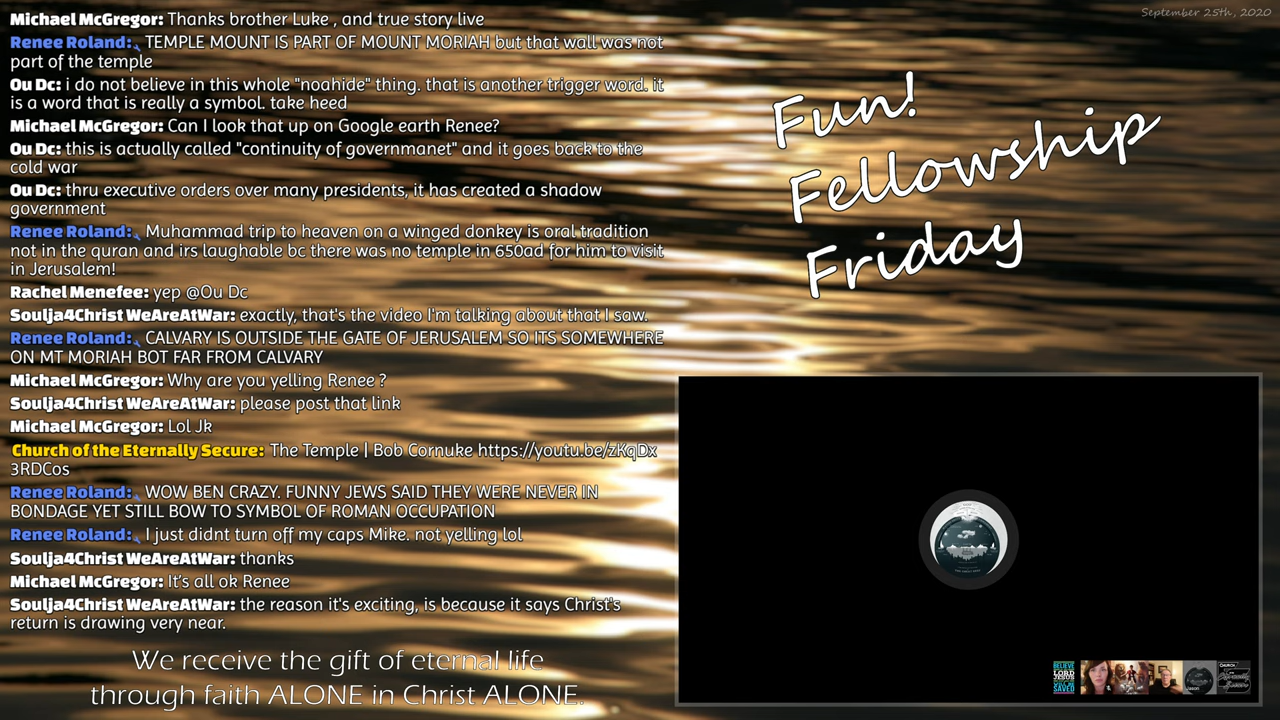 Michael McGregor: Thanks brother Luke , and true story live
Renee Roland: TEMPLE MOUNT IS PART OF MOUNT MORIAH but that wall was not
part of the temple
Ou Dc: i do not believe in this whole "noahide" thing. that is another trigger word. it
is a word that is really a symbol. take heed
Michael McGregor: Can I look that up on Google earth Renee?
Ou Dc: this is actually called "continuity of governmanet" and it goes back to the
cold war
Ou Dc: thru executive orders over many presidents, it has created a shadow
government
Renee Roland: Muhammad trip to heaven on a winged donkey is oral tradition
not in the quran and irs laughable bc there was no temple in 650ad for him to visit
in Jerusalem!
Rachel Menefee: yep @Ou Dc
Soulja4Christ WeAreAtWar: exactly, that's the video I'm talking about that I saw.
Renee Roland: CALVARY IS OUTSIDE THE GATE OF JERUSALEM SO ITS SOMEWHERE
ON MT MORIAH BOT FAR FROM CALVARY
Michael McGregor: Why are you yelling Renee ?
Soulja4Christ WeAreAtWar: please post that link
Michael McGregor: Lol Jk
Church of the Eternally Secure: The Temple | Bob Cornuke https://youtu.be/zKqDx
3RDCos
Renee Roland: WOW BEN CRAZY. FUNNY JEWS SAID THEY WERE NEVER IN
BONDAGE YET STILL BOW TO SYMBOL OF ROMAN OCCUPATION
Renee Roland: I just didnt turn off my caps Mike. not yelling lol
Soulja4Christ WeAreAtWar: thanks
Michael McGregor: It's all ok Renee
Soulja4Christ WeAreAtWar: the reason it's exciting, is because it says Christ's
return is drawing very near.
We receive the gift of eternal life
through faith ALONE in Christ ALONE.
September 25th, 2020
Fun!
Fellowship
Friday
BELIEVE
LORD
JESUS
SAVED
Jason
CHURCH